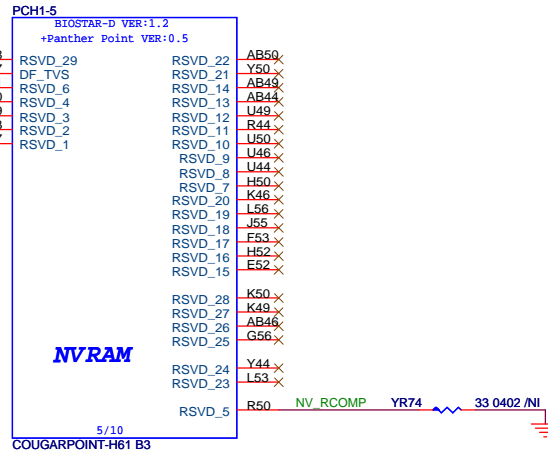 PCH1-5
BIOSTAR-D VER:1.2
+Panther Point VER:0.5
RSVD_29
DF_TVS
RSVD_6
RSVD_4
RSVD_3
RSVD_2
RSVD_1
RSVD_22 AB50
RSVD_21 Y50
RSVD_14 AB49
RSVD_13 AB44
RSVD_12 U49
RSVD_11 R44
RSVD_10 U50
RSVD_9 U46
RSVD_8 U44
RSVD_7 H50
RSVD_20 K46
RSVD_19 L56
RSVD_18 J55
RSVD_17 F53
RSVD_16 H52
RSVD_15 E52
RSVD_28 K50
RSVD_27 K49
RSVD_26 AB46
RSVD_25 G56
NVRAM
RSVD_24 Y44
RSVD_23 L53
RSVD_5 R50 NV_RCOMP YR74 33 0402 /NI
5/10
COUGARPOINT-H61 B3